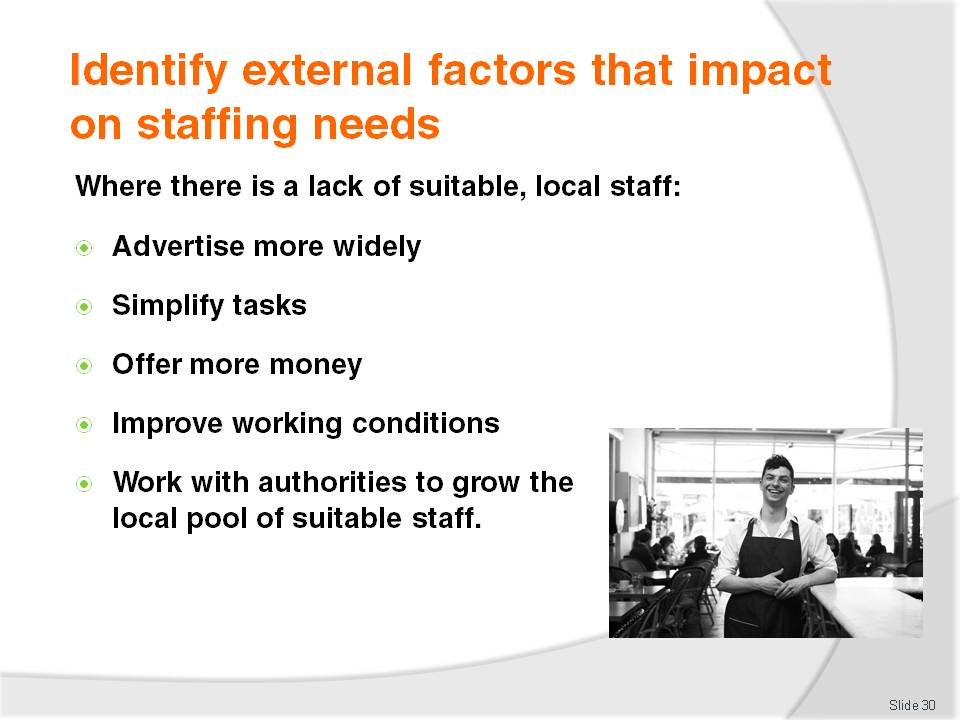 Identify external factors that impact
on staffing needs
Where there is a lack of suitable, local staff:
Advertise more widely
Simplify tasks
Offer more money
Improve working conditions
Work with authorities to grow the
local pool of suitable staff.
Slide 30